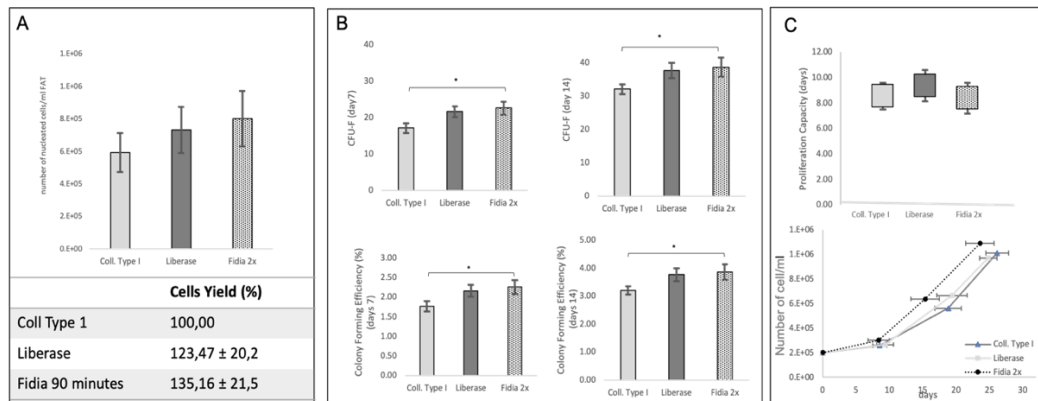 A
number of nucleated cells/ml FAT
1.E+06
1.E+06
8.E+05
6.E+05
4.E+05
2.E+05
0.E+00
Coll. Type I
Liberase
Fidia 2x
Cells Yield (%)
Coll Type 1 100,00
Liberase 123,47 ± 20,2
Fidia 90 minutes 135,16 ± 21,5
B
CFU-F (day7)
40
30
20
10
0
*
Coll. Type I
Liberase
Fidia 2x
CFU-F (day 14)
40
30
20
10
0
*
Coll. Type I
Liberase
Fidia 2x
Colony Forming Efficiency (%)
(days 7)
3.00
2.50
2.00
1.50
1.00
0.50
0.00
*
Coll. Type I
Liberase
Fidia 2x
Colony Forming Efficiency (%)
(days 14)
5.00
4.00
3.00
2.00
1.00
0.00
*
Coll. Type I
Liberase
Fidia 2x
C
Proliferation Capacity (days)
12.00
10.00
8.00
6.00
4.00
2.00
0.00
Coll. Type I
Liberase
Fidia 2x
Number of cell/ml
1.E+06
1.E+06
8.E+05
6.E+05
4.E+05
2.E+05
0.E+00
0
5
10
15
20
25
30
days
Coll. Type I
Liberase
Fidia 2x